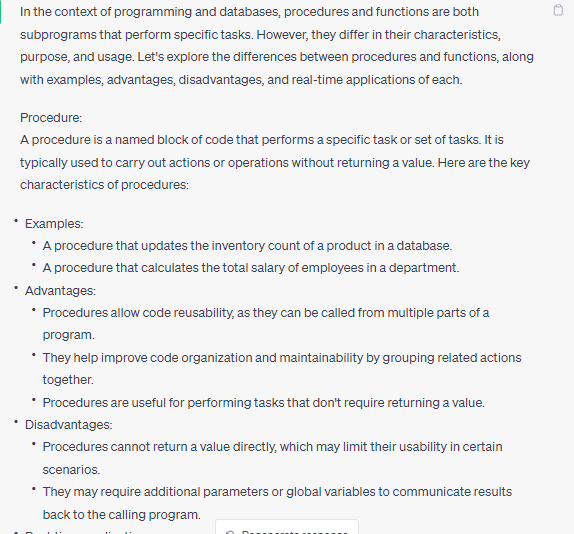 In the context of programming and databases, procedures and functions are both
subprograms that perform specific tasks. However, they differ in their characteristics,
purpose, and usage. Let's explore the differences between procedures and functions, along
with examples, advantages, disadvantages, and real-time applications of each.
Procedure:
A procedure is a named block of code that performs a specific task or set of tasks. It is
typically used to carry out actions or operations without returning a value. Here are the key
characteristics of procedures:
• Examples:
• A procedure that updates the inventory count of a product in a database.
• A procedure that calculates the total salary of employees in a department.
• Advantages:
• Procedures allow code reusability, as they can be called from multiple parts of a
program.
• They help improve code organization and maintainability by grouping related actions
together.
• Procedures are useful for performing tasks that don't require returning a value.
• Disadvantages:
• Procedures cannot return a value directly, which may limit their usability in certain
scenarios.
• They may require additional parameters or global variables to communicate results
back to the calling program.